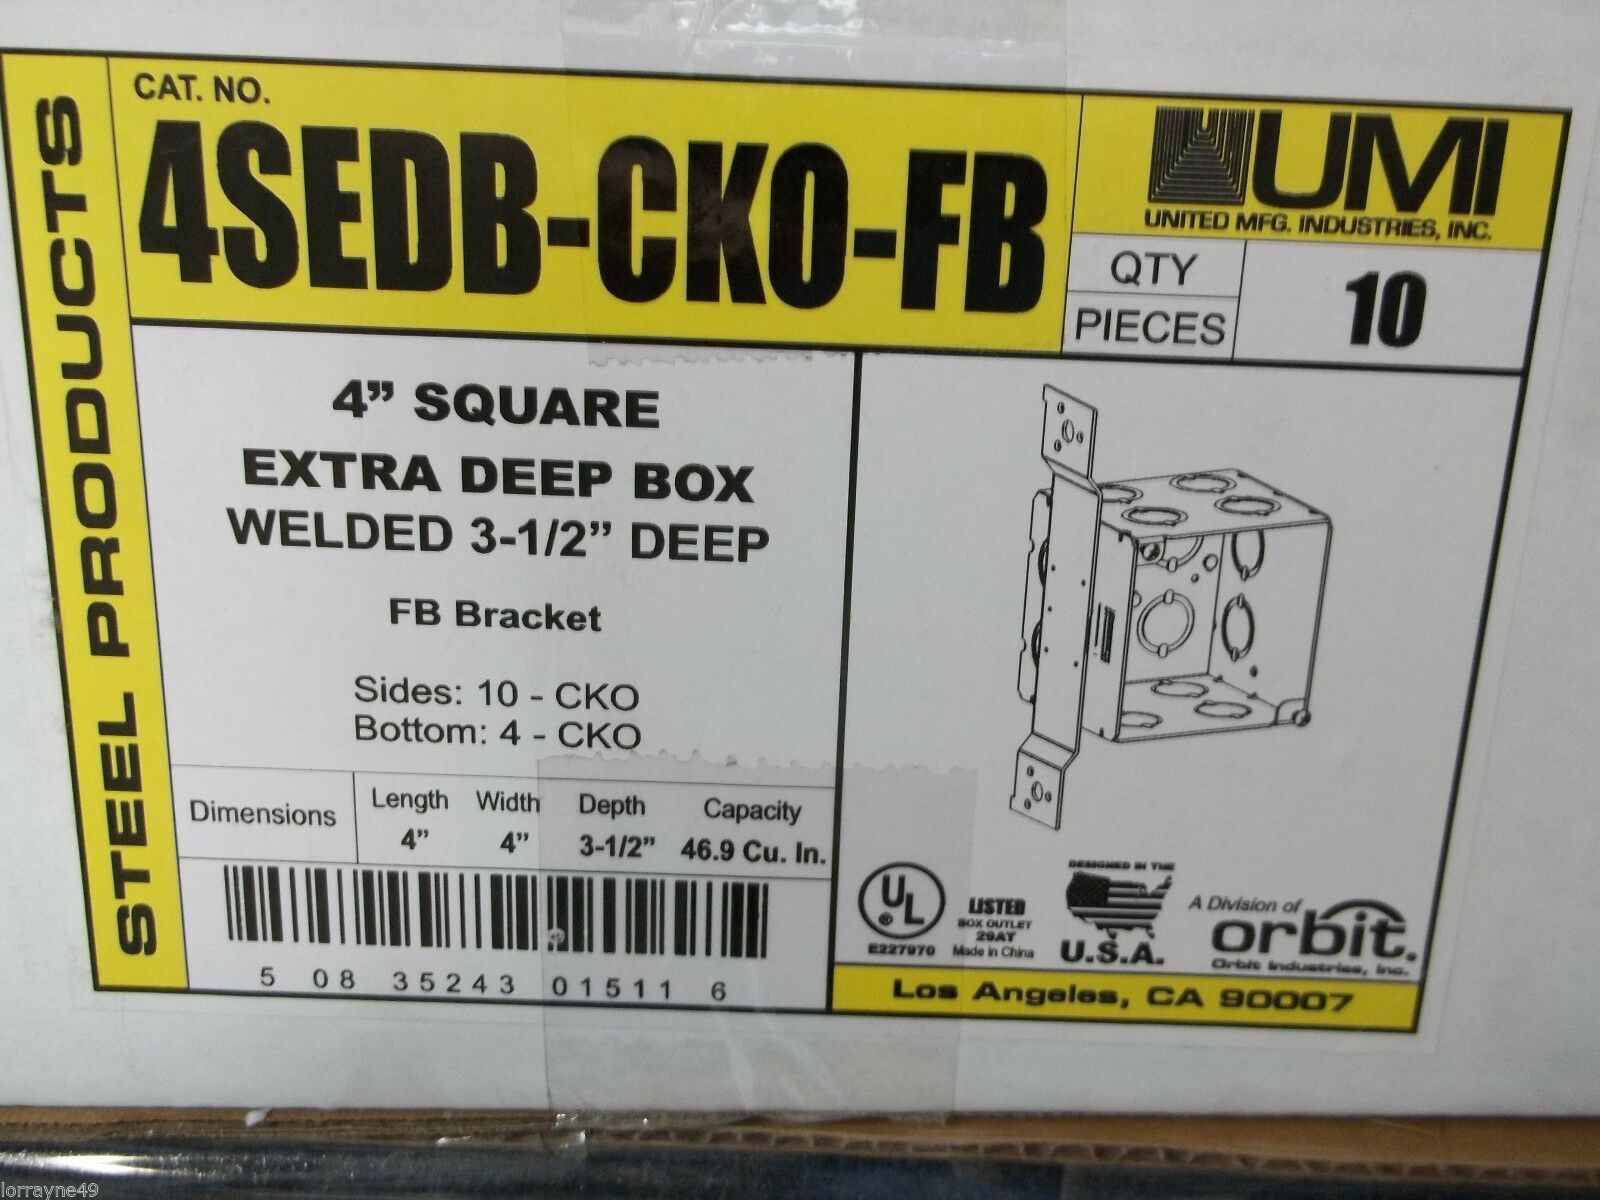 STEEL PRODUCTS
CAT. NO.
4SEDB-CKO-FB
UMI
UNITED MFG. INDUSTRIES, INC.
QTY
PIECES
10
4” SQUARE
EXTRA DEEP BOX
WELDED 3-1/2” DEEP
FB Bracket
Sides: 10 - CKO
Bottom: 4 - CKO
Dimensions
Length Width Depth Capacity
4” 4” 3-1/2” 46.9 Cu. In.
5 08 35243 01511 6
UL
®
E227970
LISTED
BOX OUTLET
29AT
Made in China
DESIGNED IN THE
U.S.A.
A Division of
orbit.
Orbit Industries, Inc.
Los Angeles, CA 90007
lorrayne49